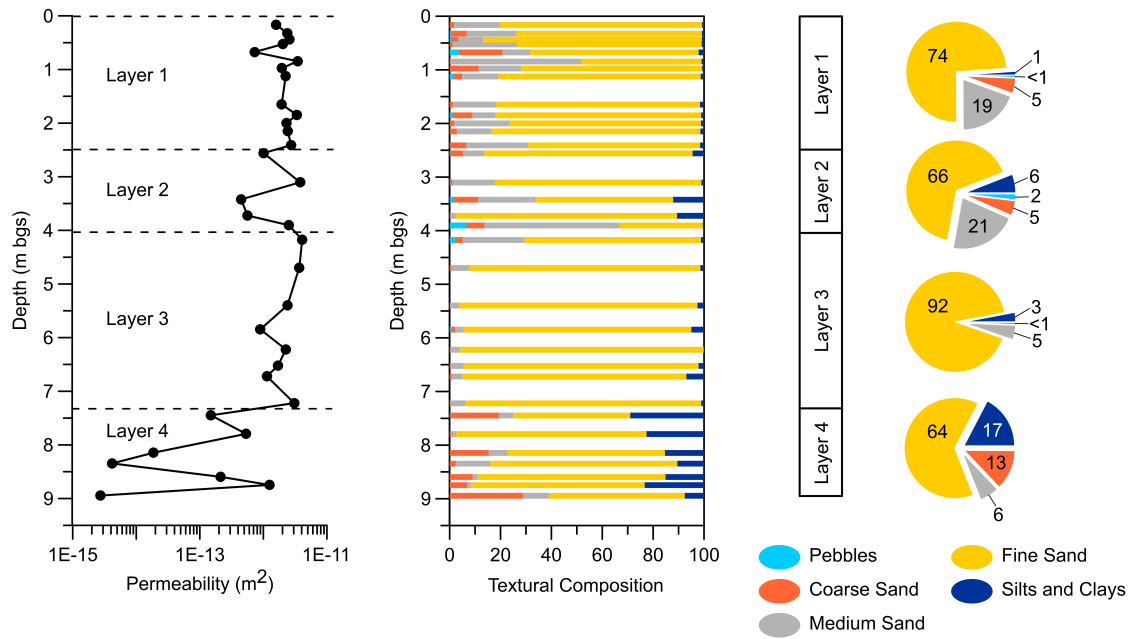 0
1
2
3
4
5
6
7
8
9
Depth (m bgs)
Layer 1
Layer 2
Layer 3
Layer 4
1E-15
1E-13
1E-11
Permeability (m2)
0
1
2
3
4
5
6
7
8
9
Depth (m bgs)
0
20
40
60
80
100
Textural Composition
Layer 1
Layer 2
Layer 3
Layer 4
74
1
<1
5
19
66
6
2
5
21
92
3
<1
5
64
17
13
6
Pebbles
Coarse Sand
Medium Sand
Fine Sand
Silts and Clays